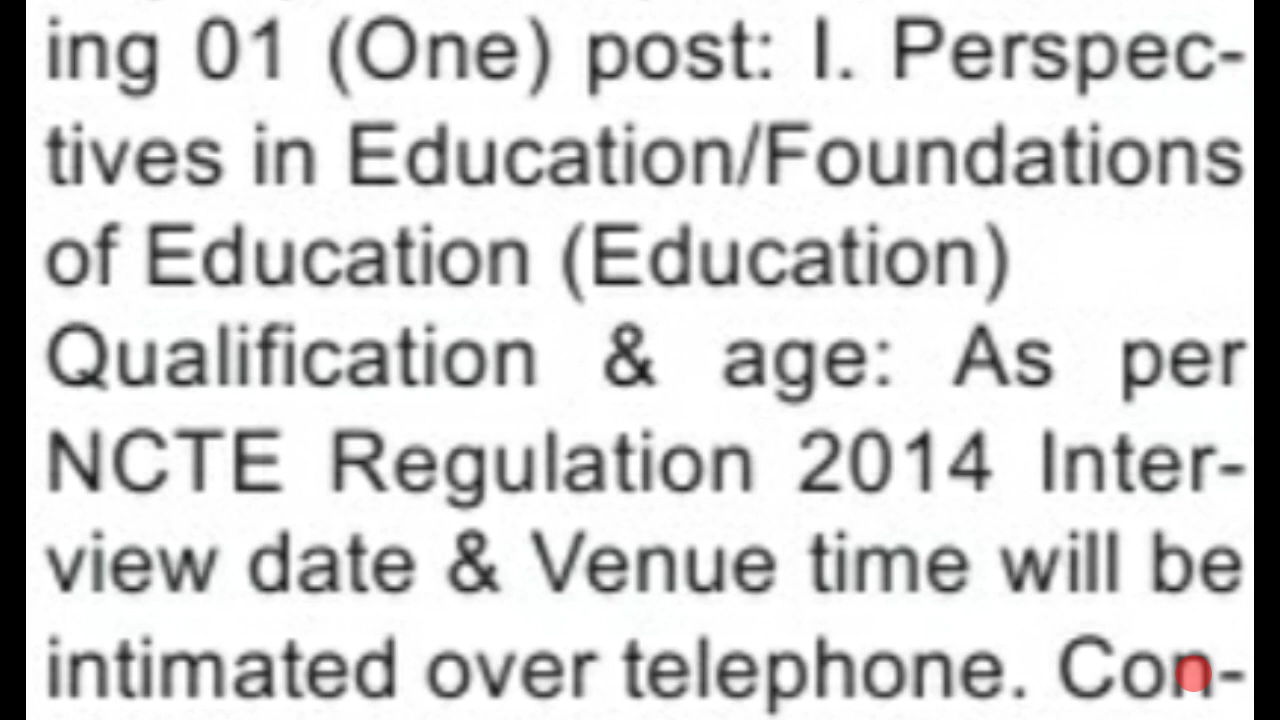 ing 01 (One) post: I. Perspec-
tives in Education/Foundations
of Education (Education)
Qualification & age: As per
NCTE Regulation 2014 Inter-
view date & Venue time will be
intimated over telephone. Con-